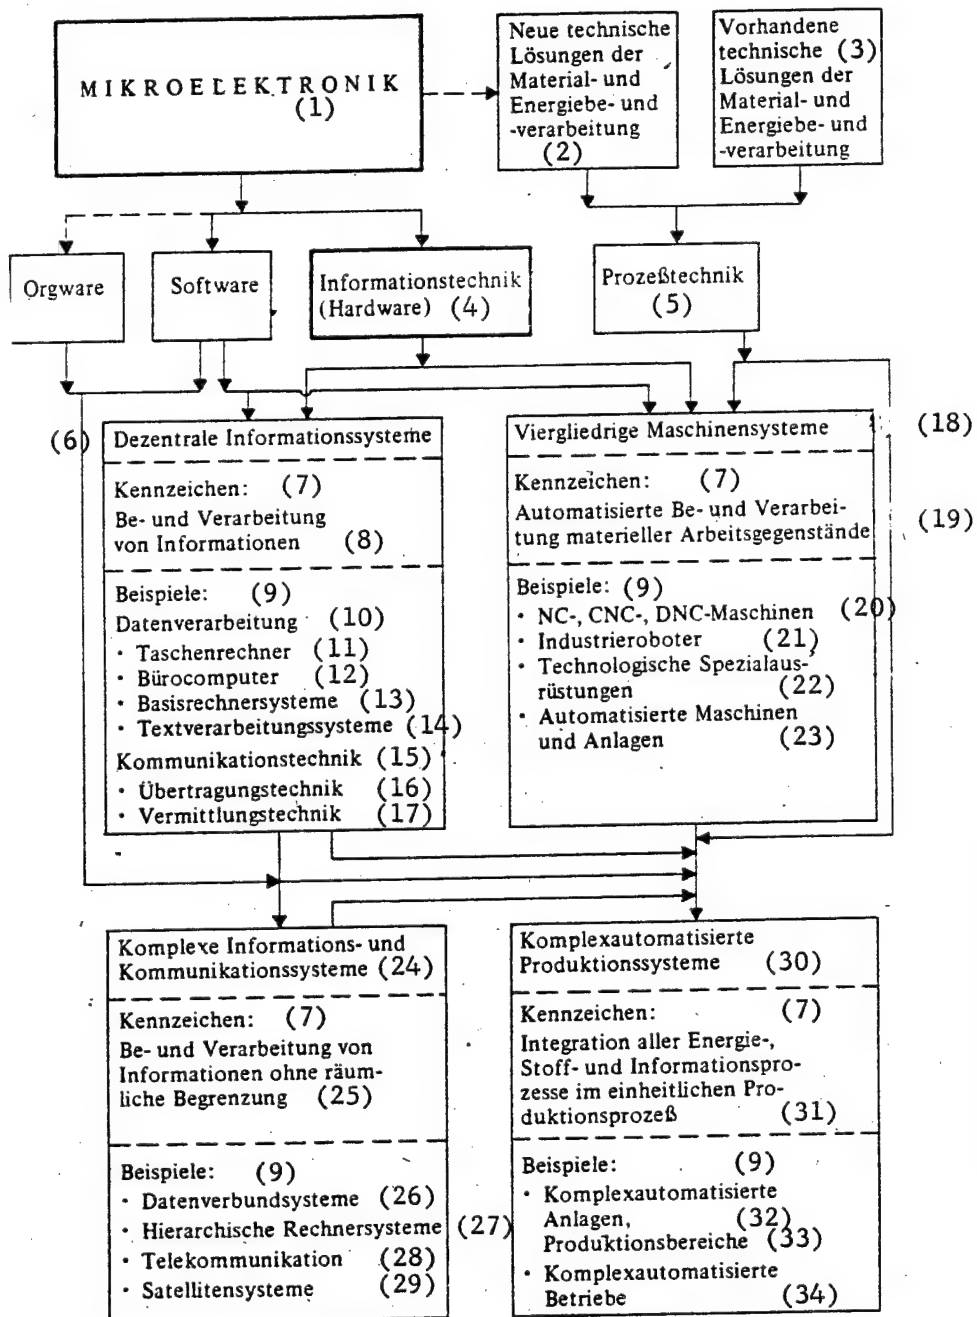 MIKROELEKTRONIK
(1)
Neue technische
Lösungen der
Material- und
Energiebe- und
-verarbeitung
(2)
Vorhandene
technische (3)
Lösungen der
Material- und
Energiebe- und
-verarbeitung
Orgware
Software
Informationstechnik
(Hardware) (4)
Prozeßtechnik
(5)
(6) Dezentrale Informationssysteme
Kennzeichen: (7)
Be- und Verarbeitung
von Informationen (8)
Beispiele: (9)
Datenverarbeitung (10)
· Taschenrechner (11)
· Bürocomputer (12)
· Basisrechnersysteme (13)
· Textverarbeitungssysteme (14)
Kommunikationstechnik (15)
· Übertragungstechnik (16)
· Vermittlungstechnik (17)
Viergliedrige Maschinensysteme (18)
Kennzeichen: (7)
Automatisierte Be- und Verarbei-
tung materieller Arbeitsgegenstände (19)
Beispiele: (9)
· NC-, CNC-, DNC-Maschinen (20)
· Industrieroboter (21)
· Technologische Spezialaus-
rüstungen (22)
· Automatisierte Maschinen
und Anlagen (23)
Komplexe Informations- und
Kommunikationssysteme (24)
Kennzeichen: (7)
Be- und Verarbeitung von
Informationen ohne räum-
liche Begrenzung (25)
Beispiele: (9)
· Datenverbundsysteme (26)
· Hierarchische Rechnersysteme (27)
· Telekommunikation (28)
· Satellitensysteme (29)
Komplexautomatisierte
Produktionssysteme (30)
Kennzeichen: (7)
Integration aller Energie-,
Stoff- und Informationspro-
zesse im einheitlichen Pro-
duktionsprozeß (31)
Beispiele: (9)
· Komplexautomatisierte
Anlagen, (32)
Produktionsbereiche (33)
· Komplexautomatisierte
Betriebe (34)